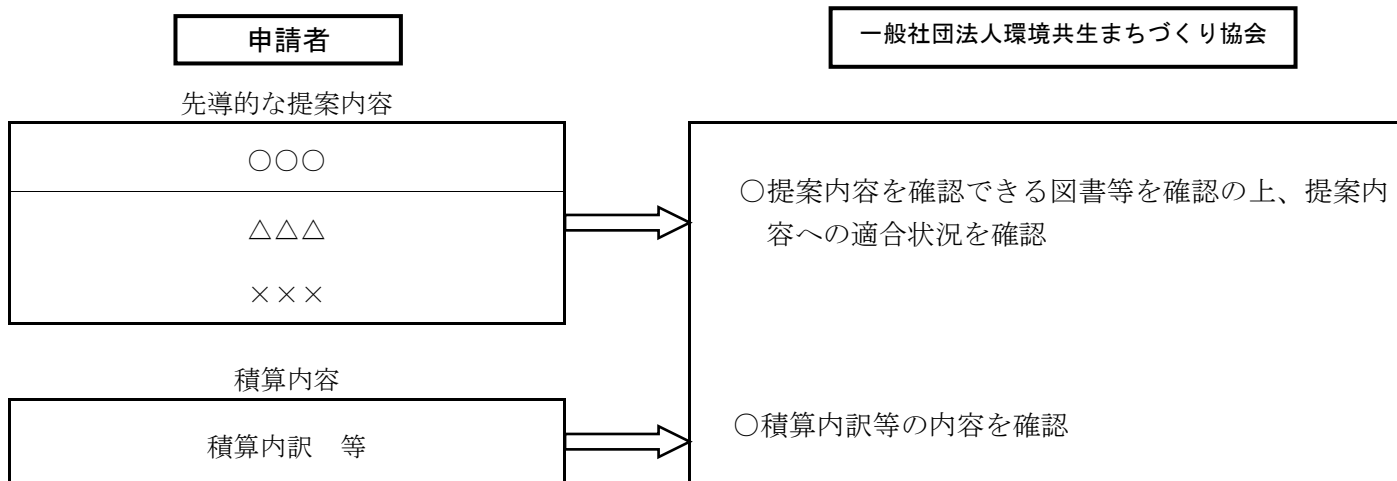 申請者
一般社団法人環境共生まちづくり協会
先導的な提案内容
○○○
△△△
×××
○提案内容を確認できる図書等を確認の上、提案内
容への適合状況を確認
積算内容
積算内訳　等
○積算内訳等の内容を確認